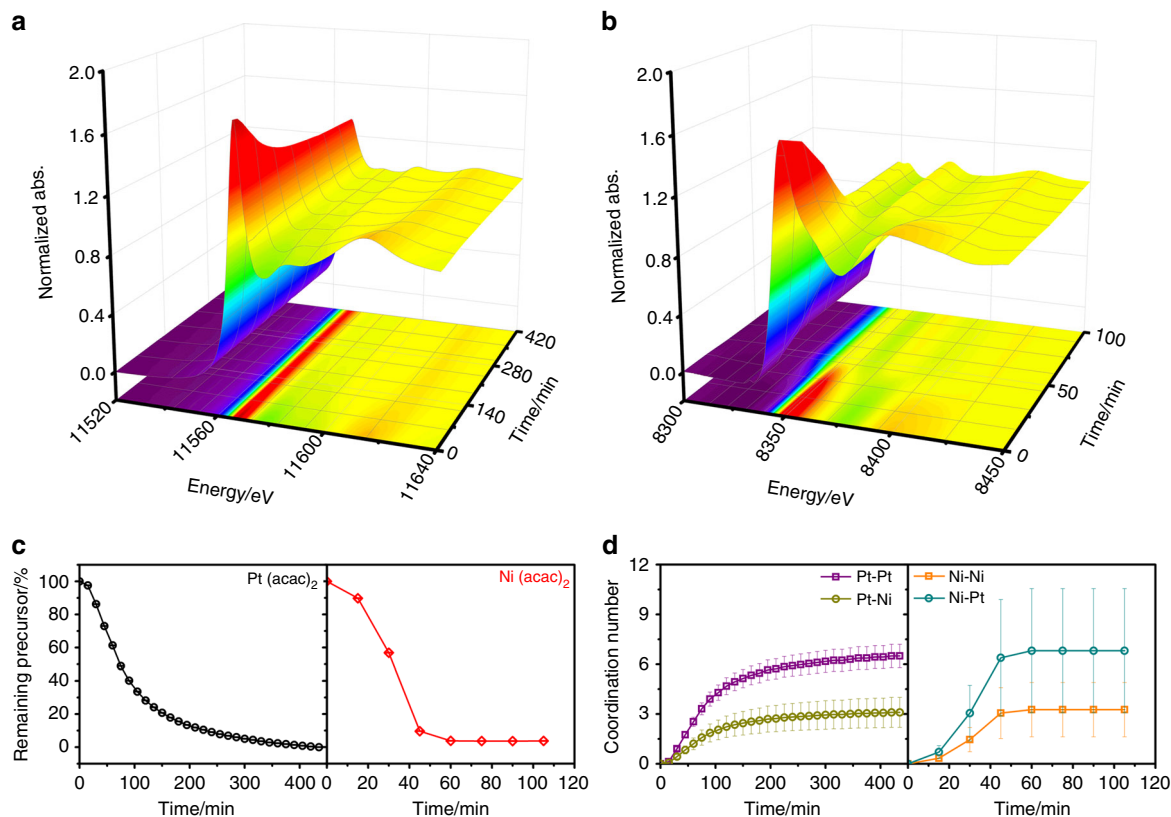 a
2.0
1.6
1.2
0.8
0.4
0.0
Normalized abs.
11520
11560
11600
11640
Energy/eV
0
140
280
420
Time/min
b
2.0
1.6
1.2
0.8
0.4
0.0
Normalized abs.
8300
8350
8400
8450
Energy/eV
0
50
100
Time/min
c
Remaining precursor/%
100
80
60
40
20
0
Pt (acac)2
Ni (acac)2
0 100 200 300 400
0 20 40 60 80 100 120
Time/min
Time/min
d
Coordination number
12
9
6
3
0
Pt-Pt
Pt-Ni
Ni-Ni
Ni-Pt
0 100 200 300 400
0 20 40 60 80 100 120
Time/min
Time/min